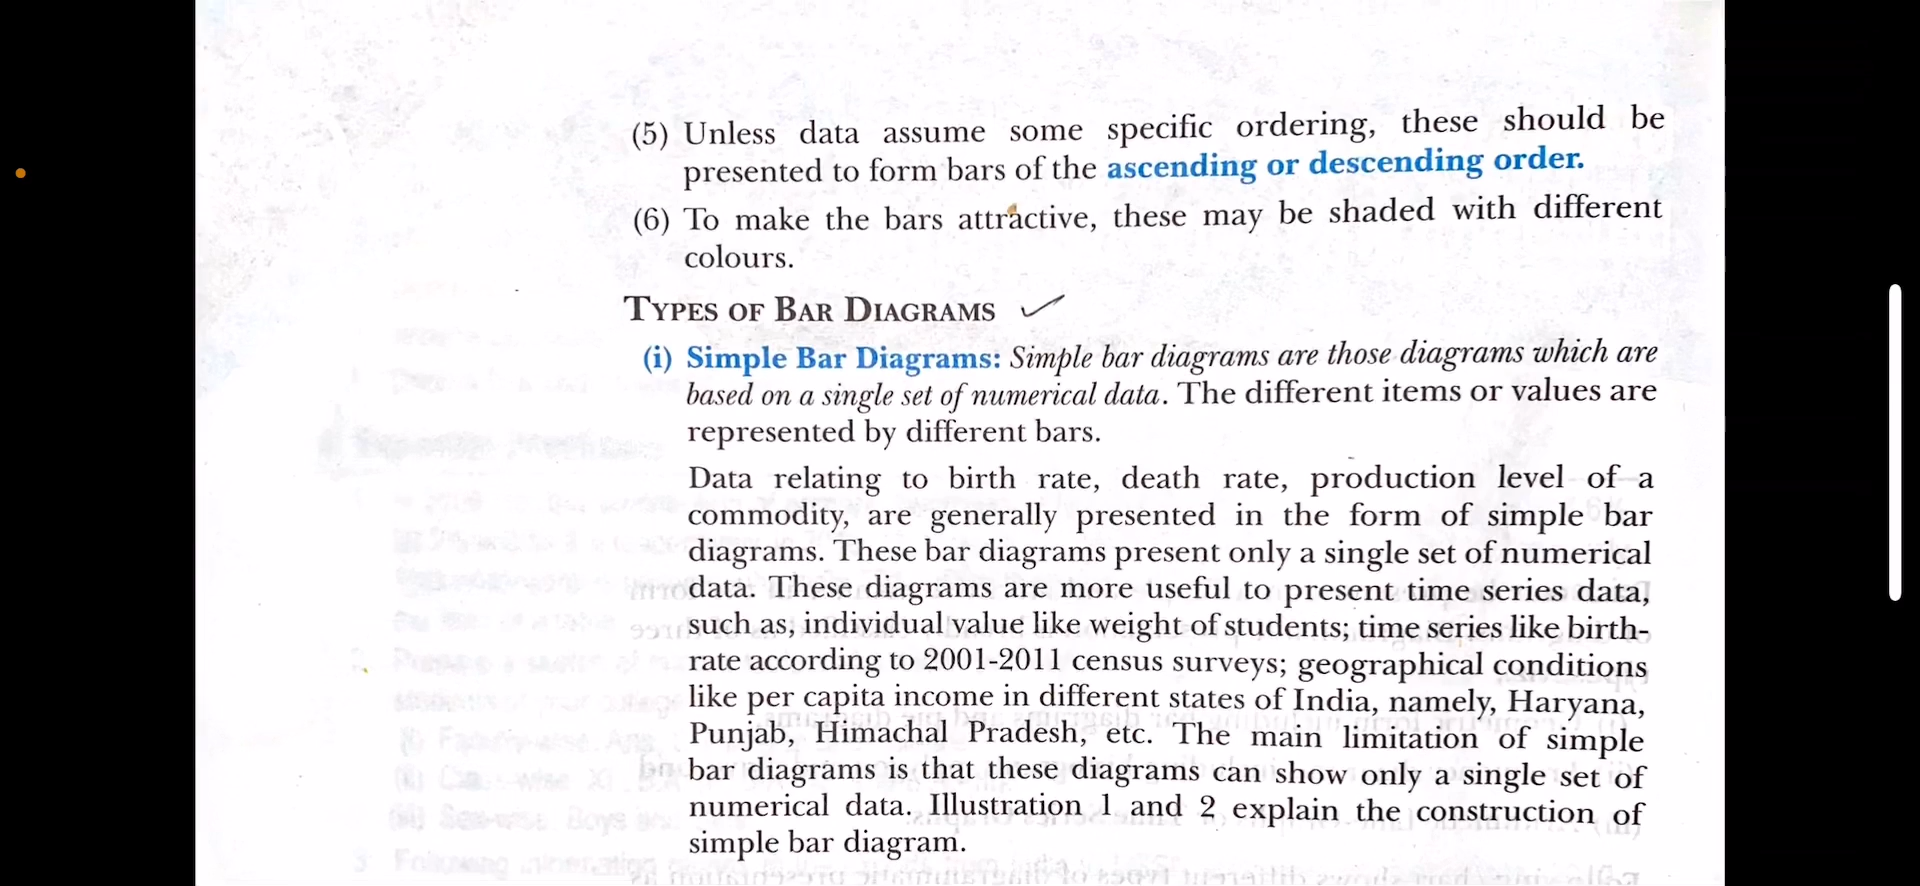 (5) Unless data assume some specific ordering, these should be
presented to form bars of the ascending or descending order.
(6) To make the bars attractive, these may be shaded with different
colours.
TYPES OF BAR DIAGRAMS
(i) Simple Bar Diagrams: Simple bar diagrams are those diagrams which are
based on a single set of numerical data. The different items or values are
represented by different bars.
Data relating to birth rate, death rate, production level of a
commodity, are generally presented in the form of simple bar
diagrams. These bar diagrams present only a single set of numerical
data. These diagrams are more useful to present time series data,
such as, individual value like weight of students; time series like birth-
rate according to 2001-2011 census surveys; geographical conditions
like per capita income in different states of India, namely, Haryana,
Punjab, Himachal Pradesh, etc. The main limitation of simple
bar diagrams is that these diagrams can show only a single set of
numerical data. Illustration 1 and 2 explain the construction of
simple bar diagram.